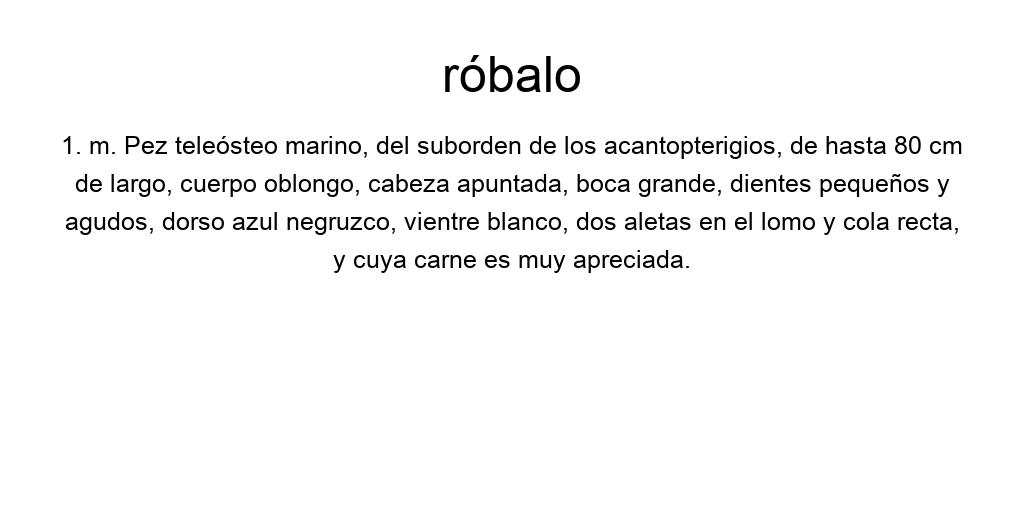 róbalo
1. m. Pez teleósteo marino, del suborden de los acantopterigios, de hasta 80 cm
de largo, cuerpo oblongo, cabeza apuntada, boca grande, dientes pequeños y
agudos, dorso azul negruzco, vientre blanco, dos aletas en el lomo y cola recta,
y cuya carne es muy apreciada.